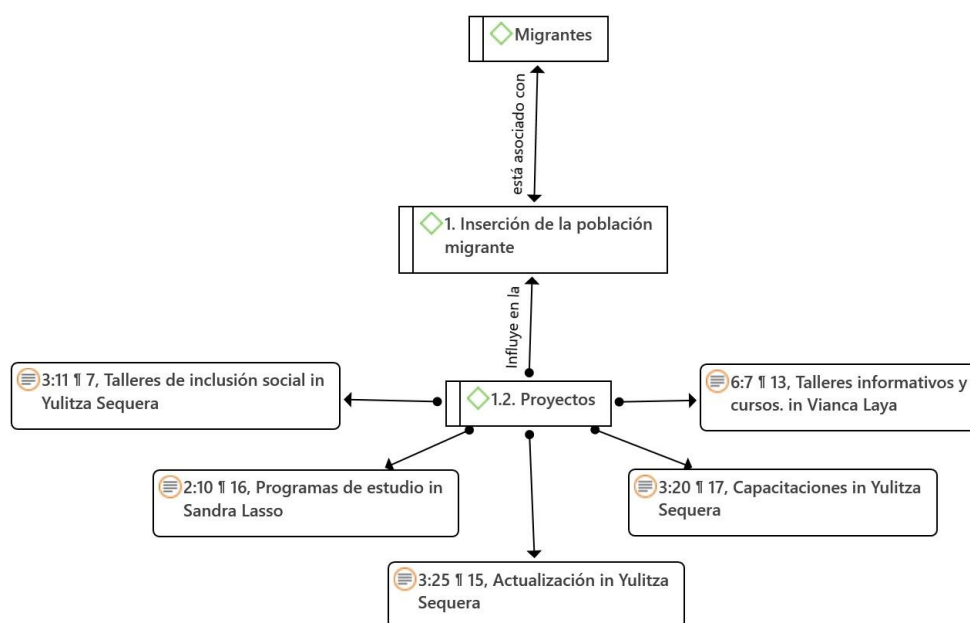 Migrantes
está asociado con
1. Inserción de la población
migrante
Influye en la
3:11 ¶ 7, Talleres de inclusión social in
Yulitza Sequera
1.2. Proyectos
6:7 ¶ 13, Talleres informativos y
cursos. in Vianca Laya
2:10 ¶ 16, Programas de estudio in
Sandra Lasso
3:20 ¶ 17, Capacitaciones in Yulitza
Sequera
3:25 ¶ 15, Actualización in Yulitza
Sequera